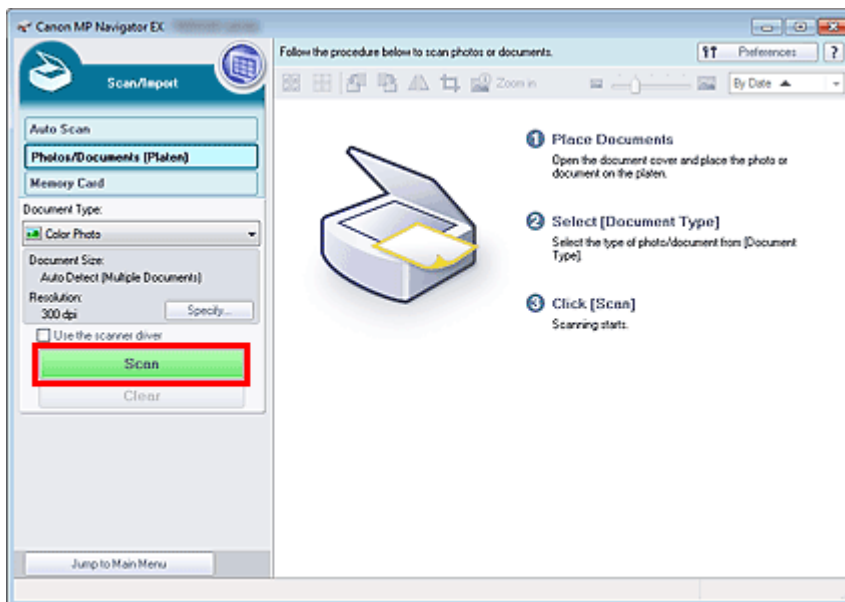 Canon MP Navigator EX
Scan/Import
Auto Scan
Photos/Documents (Platen)
Memory Card
Document Type:
Color Photo
Document Size:
Auto Detect (Multiple Documents)
Resolution:
300 dpi
Specify...
Use the scanner driver
Scan
Clear
Jump to Main Menu
Follow the procedure below to scan photos or documents.
Preferences
?
Zoom in
By Date
1 Place Documents
Open the document cover and place the photo or
document on the platen.
2 Select [Document Type]
Select the type of photo/document from [Document
Type].
3 Click [Scan]
Scanning starts.